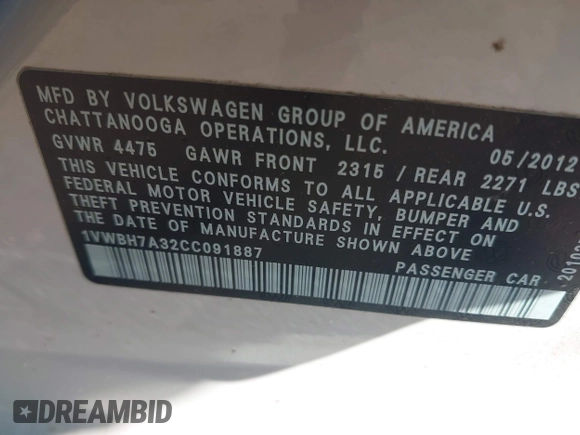 MFD BY VOLKSWAGEN GROUP OF AMERICA
CHATTANOOGA OPERATIONS, LLC. 05/2012
GVWR 4475 GAWR FRONT 2315 / REAR 2271 LBS
THIS VEHICLE CONFORMS TO ALL APPLICABLE U.S.
FEDERAL MOTOR VEHICLE SAFETY, BUMPER AND
THEFT PREVENTION STANDARDS IN EFFECT ON
THE DATE OF MANUFACTURE SHOWN ABOVE
1VWBH7A32CC091887
PASSENGER CAR
DREAMBID